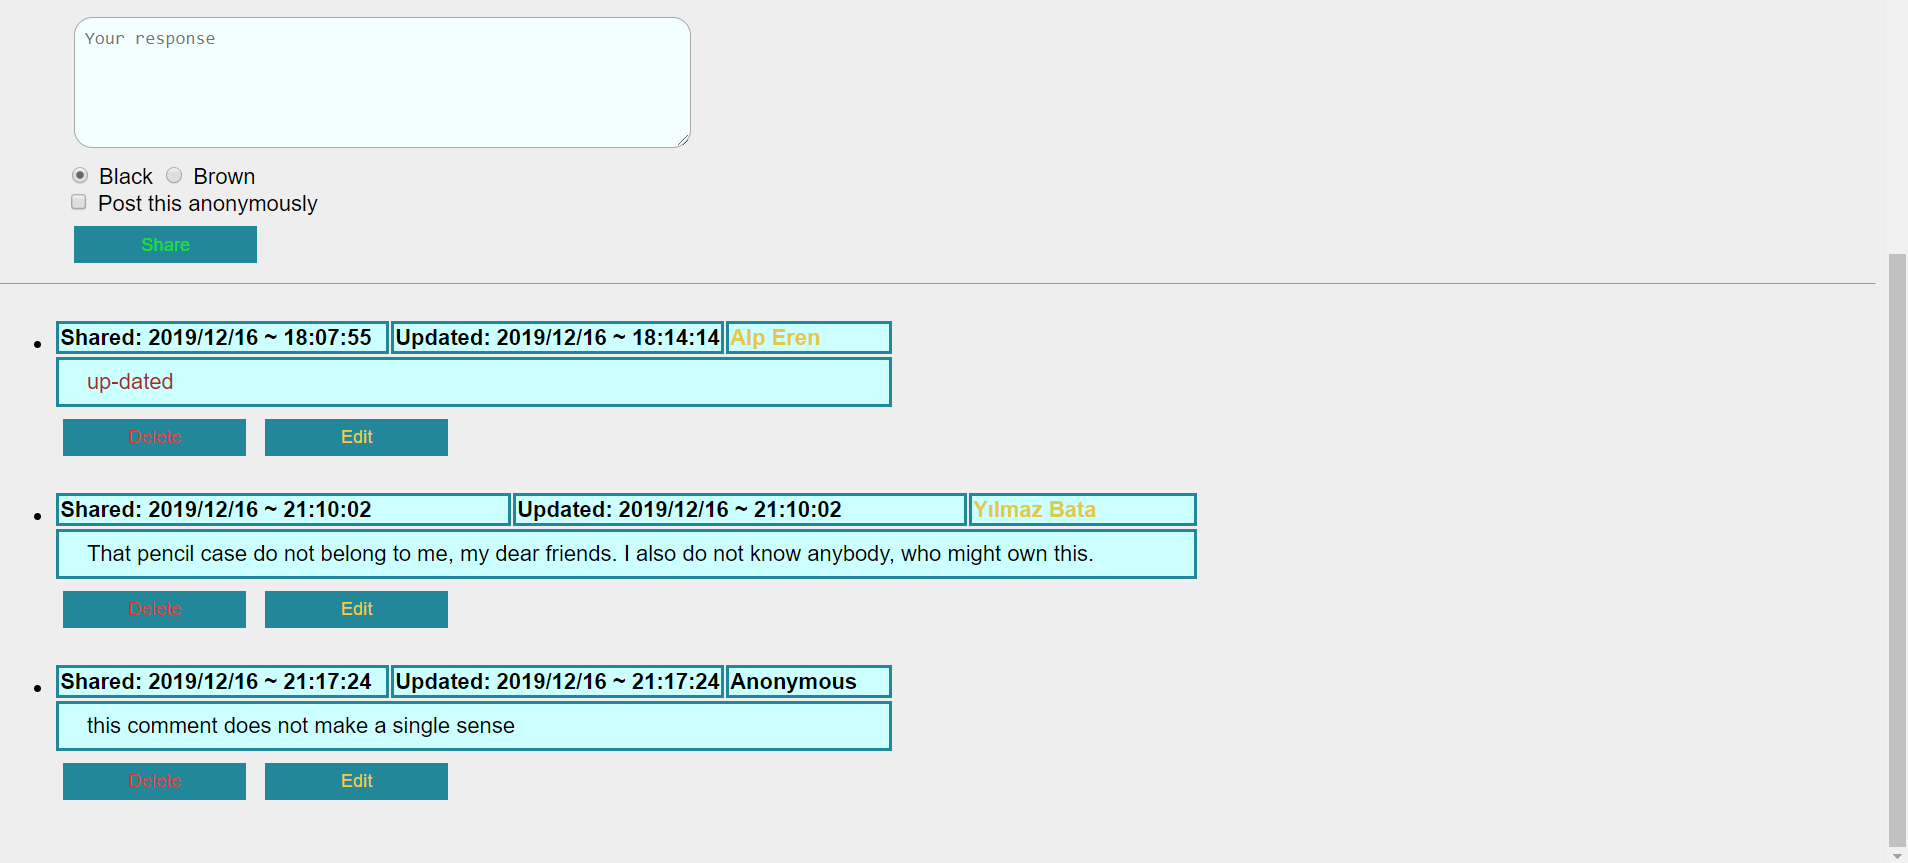 Your response
Black Brown
Post this anonymously
Share
Shared: 2019/12/16 ~ 18:07:55 Updated: 2019/12/16 ~ 18:14:14 Alp Eren
up-dated
Delete Edit
Shared: 2019/12/16 ~ 21:10:02 Updated: 2019/12/16 ~ 21:10:02 Yılmaz Bata
That pencil case do not belong to me, my dear friends. I also do not know anybody, who might own this.
Delete Edit
Shared: 2019/12/16 ~ 21:17:24 Updated: 2019/12/16 ~ 21:17:24 Anonymous
this comment does not make a single sense
Delete Edit